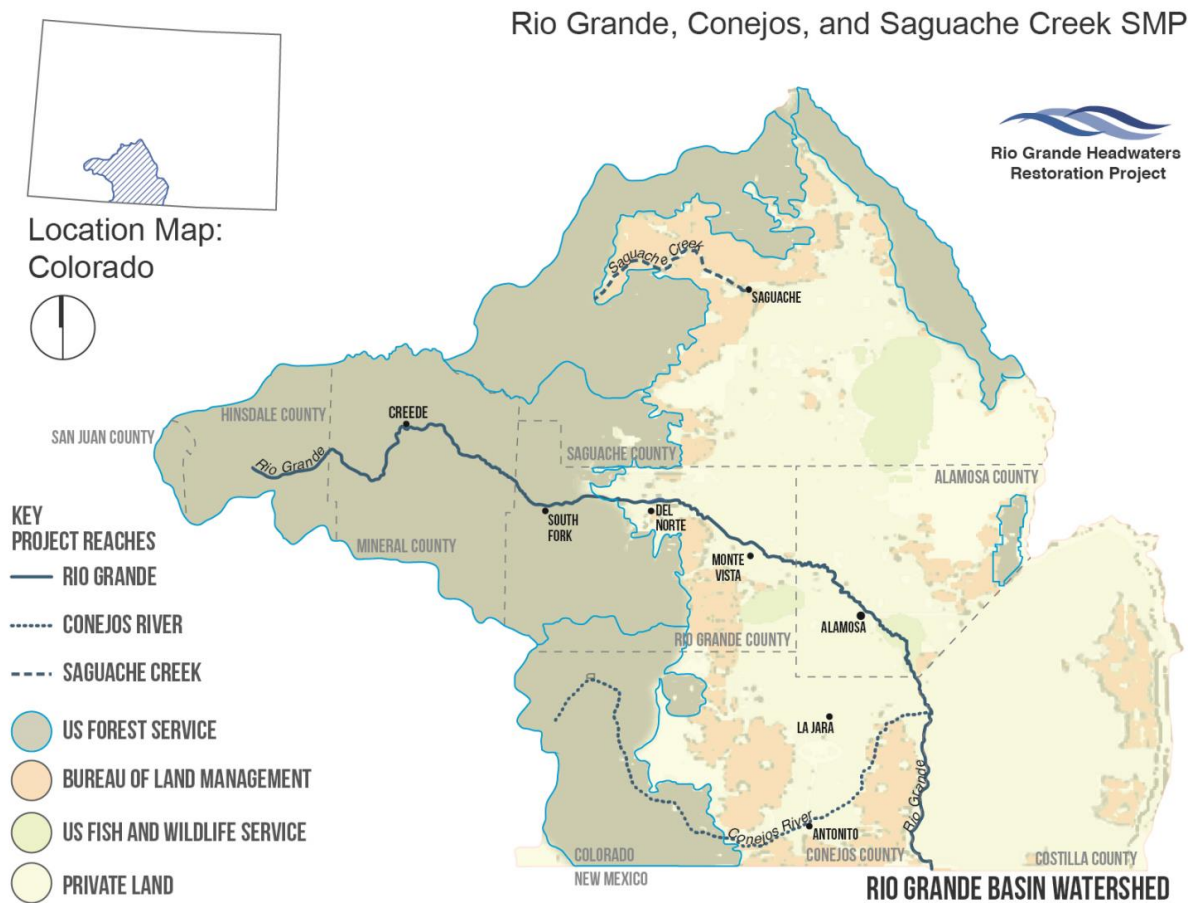 Rio Grande, Conejos, and Saguache Creek SMP
Rio Grande Headwaters
Restoration Project
Location Map:
Colorado
Saguache Creek
SAGUACHE
HINSDALE COUNTY
CREEDE
SAN JUAN COUNTY
Rio Grande
SAGUACHE COUNTY
ALAMOSA COUNTY
SOUTH
FORK
DEL
NORTE
MINERAL COUNTY
MONTE
VISTA
ALAMOSA
RIO GRANDE COUNTY
LA JARA
Rio Grande
Conejos River
ANTONITO
COLORADO
CONEJOS COUNTY
COSTILLA COUNTY
NEW MEXICO
KEY
PROJECT REACHES
RIO GRANDE
CONEJOS RIVER
SAGUACHE CREEK
US FOREST SERVICE
BUREAU OF LAND MANAGEMENT
US FISH AND WILDLIFE SERVICE
PRIVATE LAND
RIO GRANDE BASIN WATERSHED